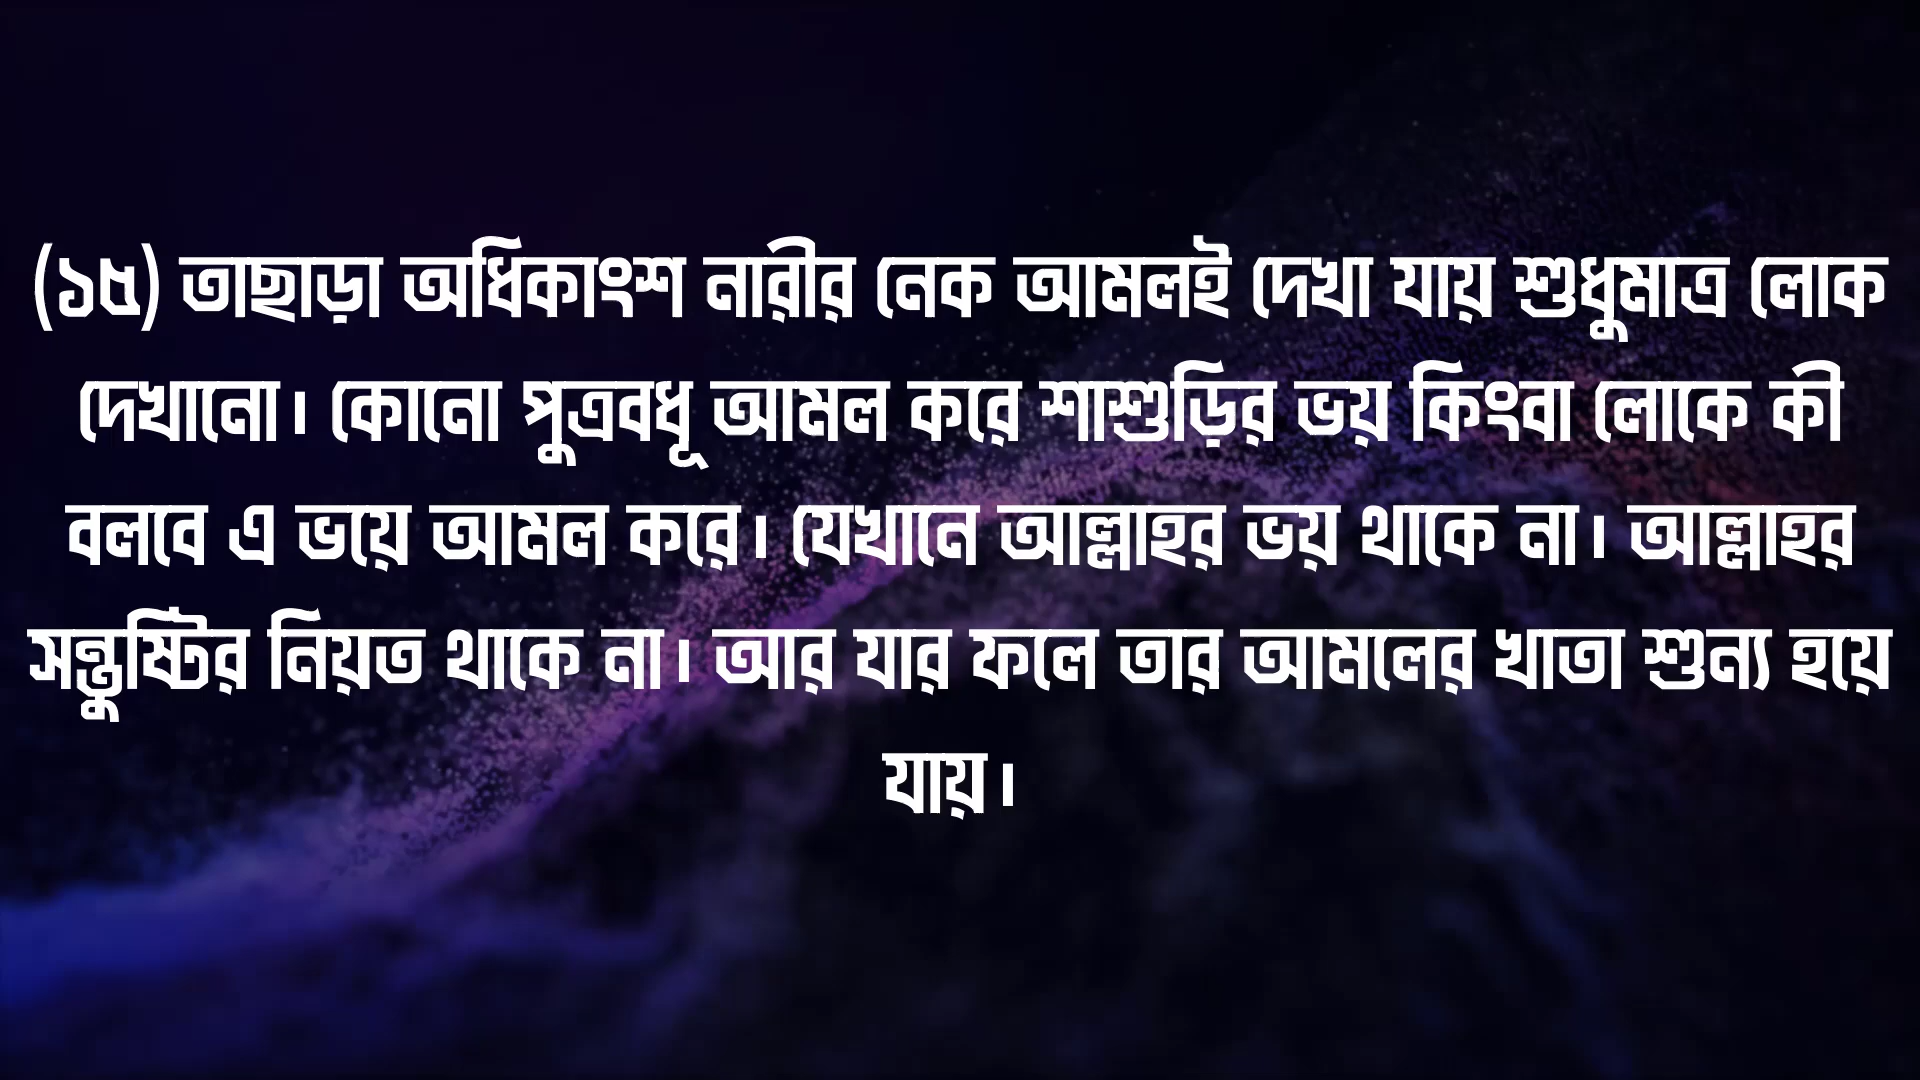 (১৫) তাছাড়া অধিকাংশ নারীর নেক আমলই দেখা যায় শুধুমাত্র লোক
দেখানো। কোনো পুত্রবধূ আমল করে শাশুড়ির ভয় কিংবা লোকে কী
বলবে এ ভয়ে আমল করে। যেখানে আল্লাহর ভয় থাকে না। আল্লাহর
সন্তুষ্টির নিয়ত থাকে না। আর যার ফলে তার আমলের খাতা শুন্য হয়ে
যায়।